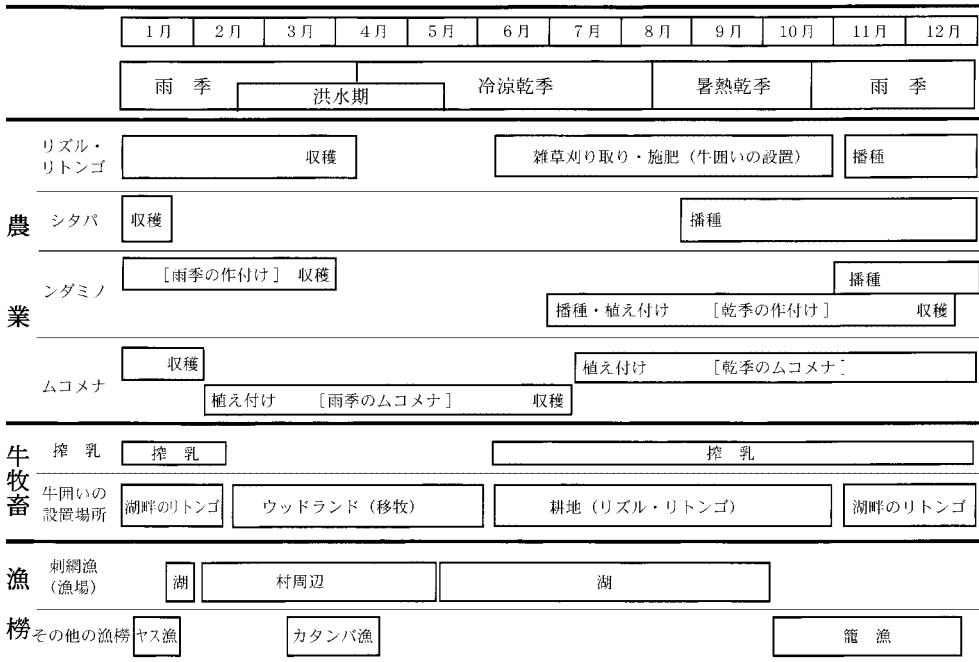 1月 2月 3月 4月 5月 6月 7月 8月 9月 10月 11月 12月
雨 季 洪水期 冷涼乾季 暑熱乾季 雨 季
農業
リズル・
リトンゴ
収穫 雑草刈り取り・施肥（牛囲いの設置） 播種
シタパ 収穫 播種
ンダミノ
［雨季の作付け］ 収穫 播種
播種・植え付け ［乾季の作付け］ 収穫
ムコメナ
収穫 植え付け ［乾季のムコメナ］
植え付け ［雨季のムコメナ］ 収穫
牛牧畜
搾 乳 搾 乳 搾 乳
牛囲いの
設置場所
湖畔のリトンゴ ウッドランド（移牧） 耕地（リズル・リトンゴ） 湖畔のリトンゴ
漁撈
刺網漁
（漁場）
湖 村周辺 湖
その他の漁撈 ヤス漁 カタンバ漁 籠 漁